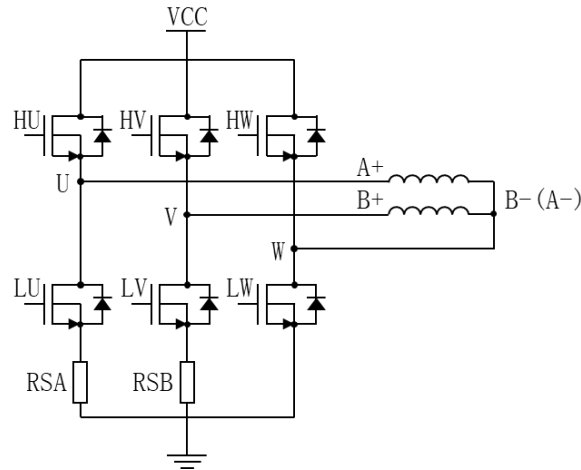 VCC
HU HV HW
A+
U
B+ B-(A-)
V
W
LU LV LW
RSA RSB